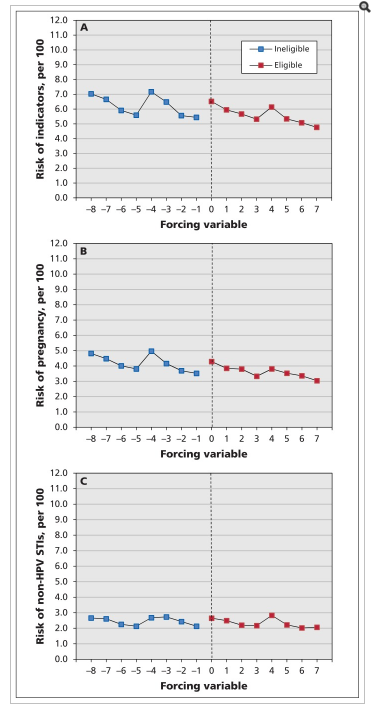 A
Risk of indicators, per 100
12.0
11.0
10.0
9.0
8.0
7.0
6.0
5.0
4.0
3.0
2.0
1.0
0.0
Ineligible
Eligible
−8 −7 −6 −5 −4 −3 −2 −1 0 1 2 3 4 5 6 7
Forcing variable
B
Risk of pregnancy, per 100
12.0
11.0
10.0
9.0
8.0
7.0
6.0
5.0
4.0
3.0
2.0
1.0
0.0
−8 −7 −6 −5 −4 −3 −2 −1 0 1 2 3 4 5 6 7
Forcing variable
C
Risk of non-HPV STIs, per 100
12.0
11.0
10.0
9.0
8.0
7.0
6.0
5.0
4.0
3.0
2.0
1.0
0.0
−8 −7 −6 −5 −4 −3 −2 −1 0 1 2 3 4 5 6 7
Forcing variable